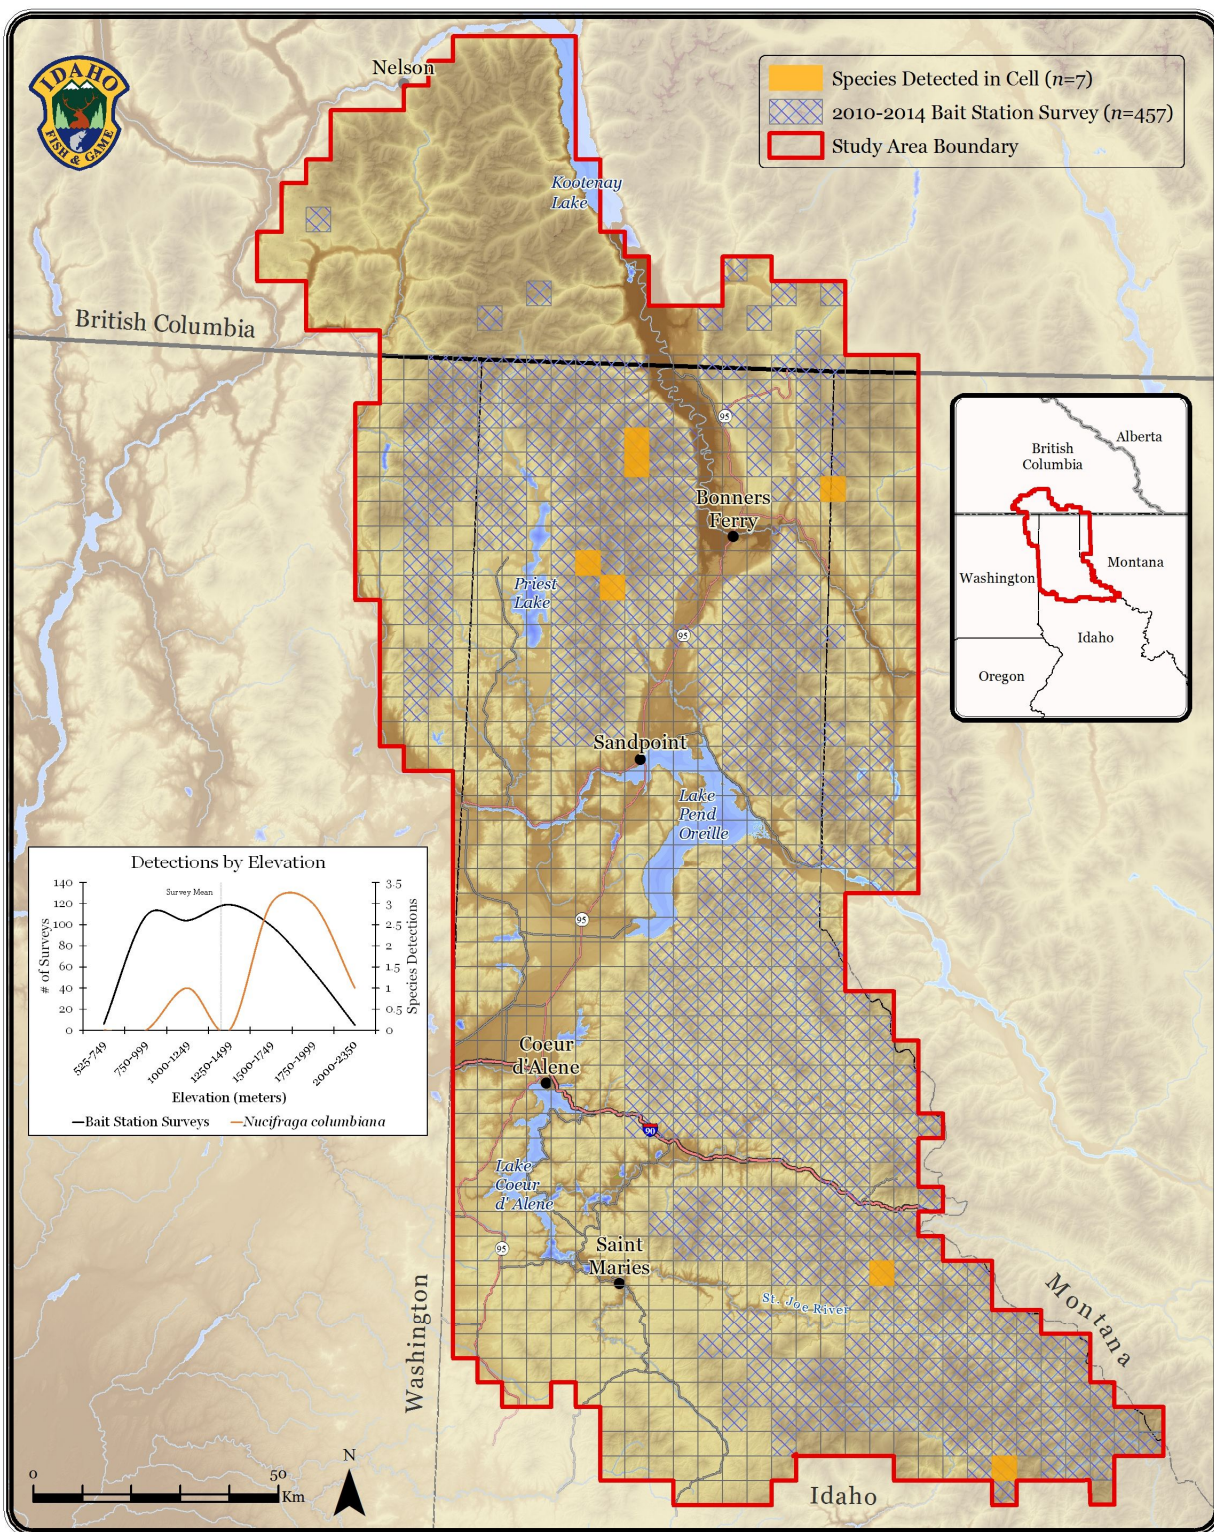 IDAHO
FISH & GAME
Nelson
Species Detected in Cell (n=7)
2010-2014 Bait Station Survey (n=457)
Study Area Boundary
Kootenay
Lake
British Columbia
95
Bonners
Ferry
Priest
Lake
95
Sandpoint
Lake
Pend
Oreille
95
Coeur
d'Alene
90
Lake
Coeur
d' Alene
95
Saint
Maries
St. Joe River
Washington
Montana
Idaho
British
Columbia
Alberta
Washington
Montana
Idaho
Oregon
Detections by Elevation
Survey Mean
# of Surveys
140
120
100
80
60
40
20
0
3.5
3
2.5
2
1.5
1
0.5
0
Species Detections
525-749
750-999
1000-1249
1250-1499
1500-1749
1750-1999
2000-2350
Elevation (meters)
Bait Station Surveys
Nucifraga columbiana
0
50
Km
N